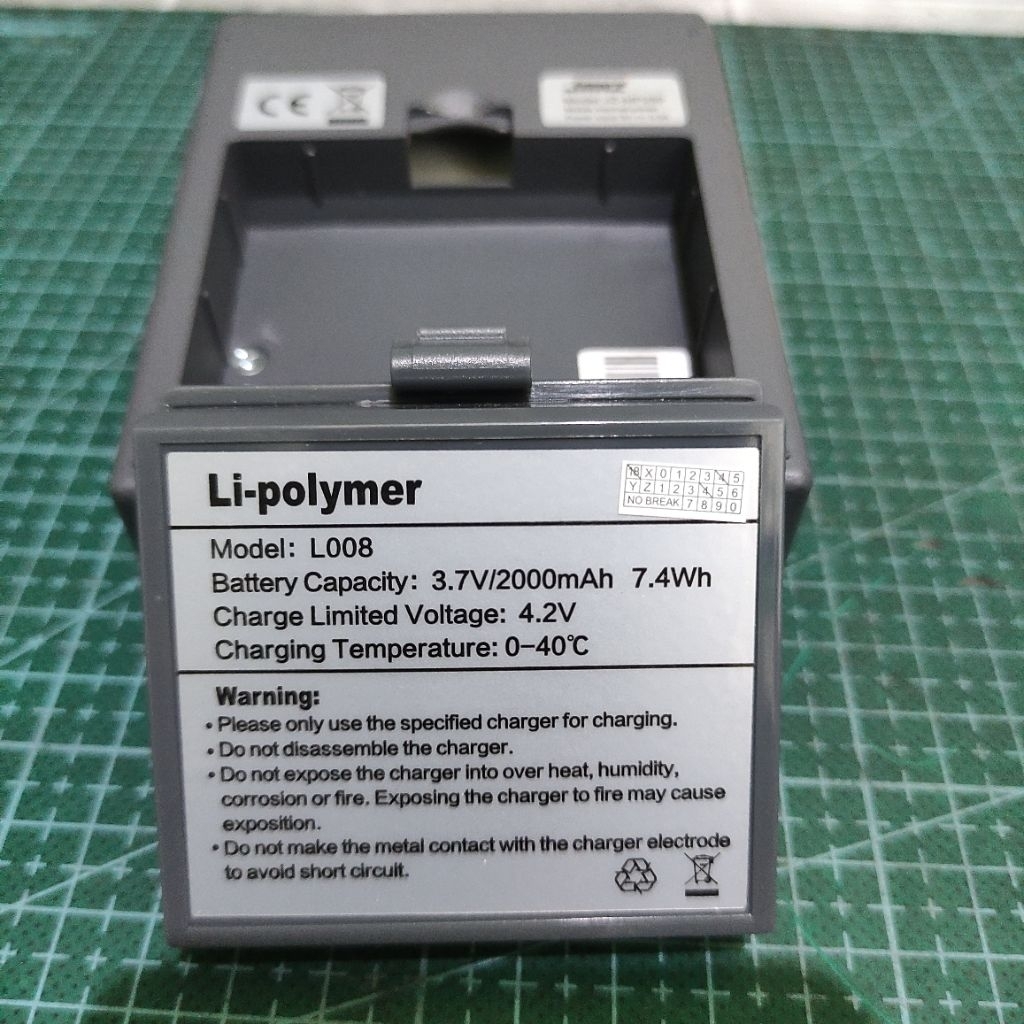 CE
Li-polymer
18 X 0 1 2 3 4 5
Y Z 1 2 3 4 5 6
NO BREAK 7 8 9 0
Model: L008
Battery Capacity: 3.7V/2000mAh 7.4Wh
Charge Limited Voltage: 4.2V
Charging Temperature: 0-40℃
Warning:
• Please only use the specified charger for charging.
• Do not disassemble the charger.
• Do not expose the charger into over heat, humidity,
corrosion or fire. Exposing the charger to fire may cause
exposition.
• Do not make the metal contact with the charger electrode
to avoid short circuit.